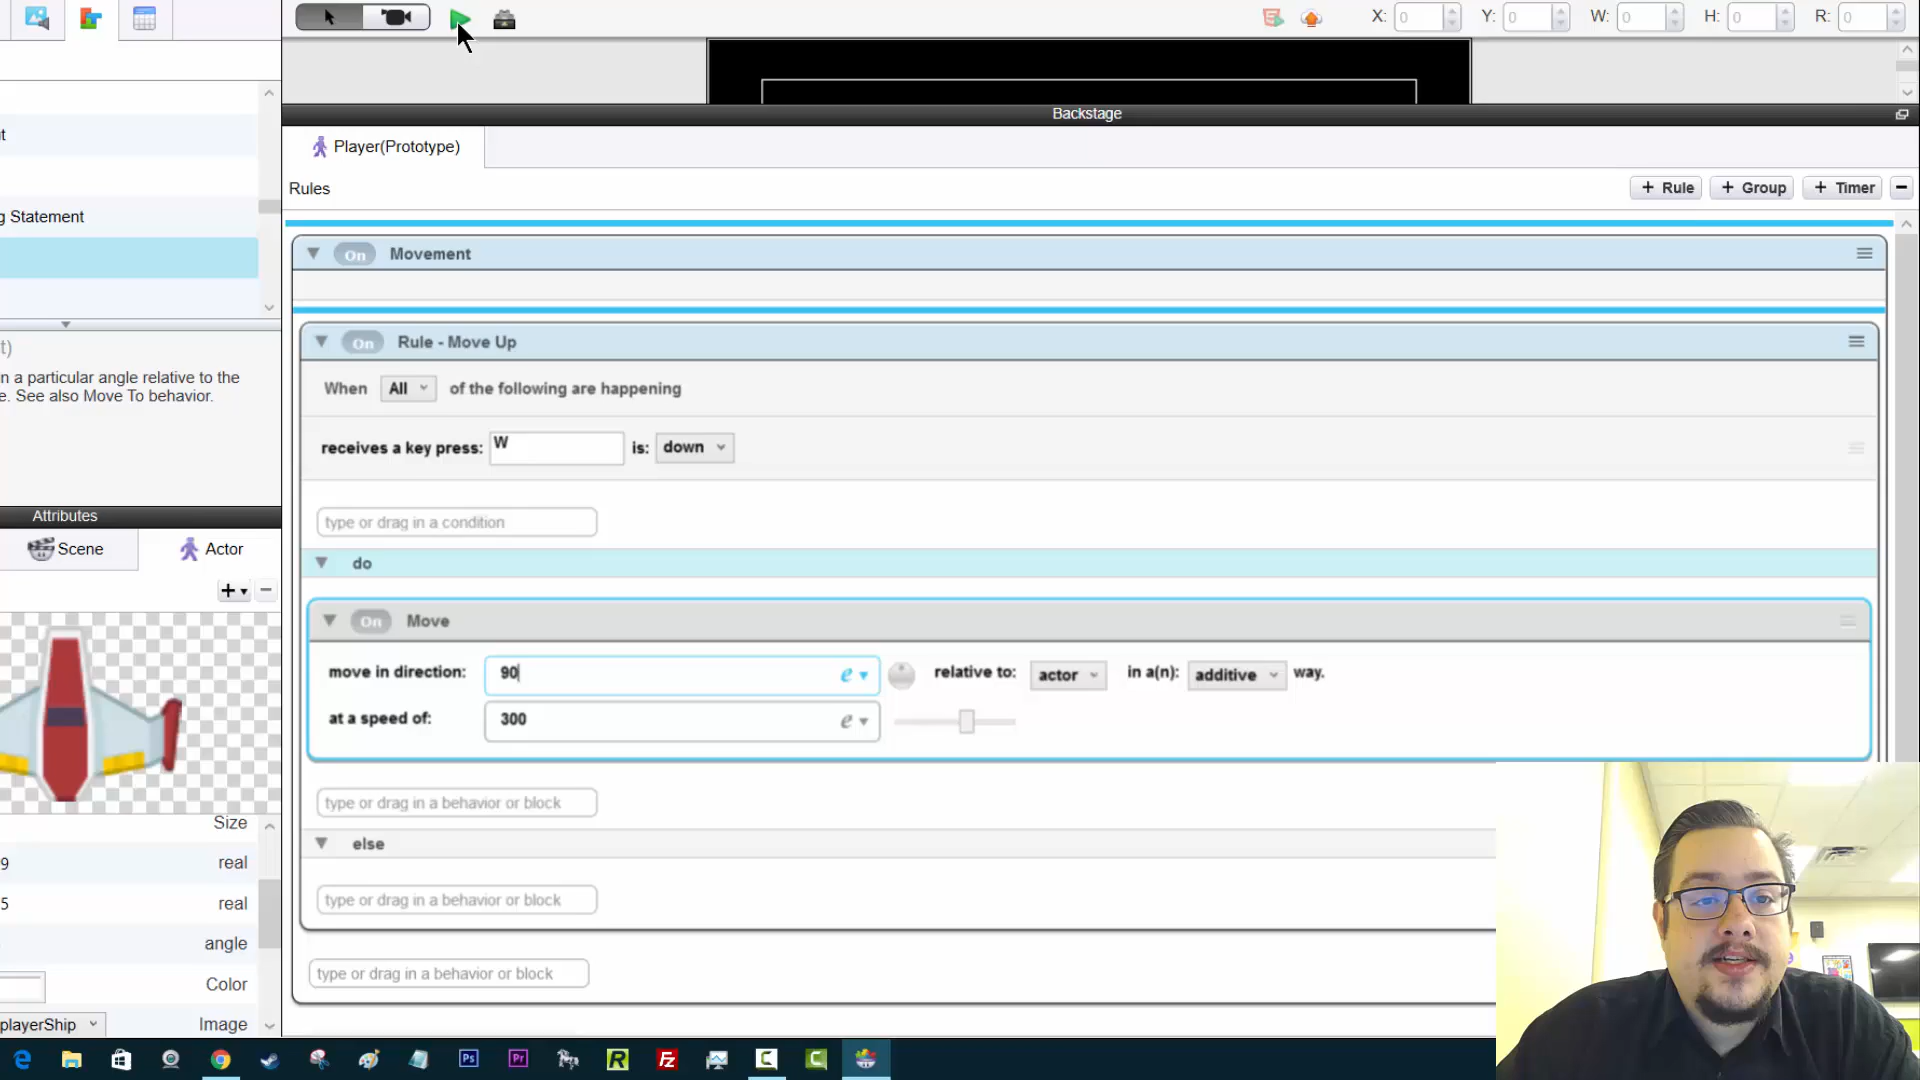 X: 0 Y: 0 W: 0 H: 0 R: 0
Backstage
Player(Prototype)
Rules
+ Rule + Group + Timer
Statement
Movement
On
Rule - Move Up
On
When All of the following are happening
receives a key press: W is: down
type or drag in a condition
do
On Move
move in direction: 90 e relative to: actor in a(n): additive way.
at a speed of: 300 e
type or drag in a behavior or block
else
type or drag in a behavior or block
type or drag in a behavior or block
t)
n a particular angle relative to the
e. See also Move To behavior.
Attributes
Scene Actor
Size
9 real
5 real
angle
Color
playerShip Image
Ps Pr R Fz C C